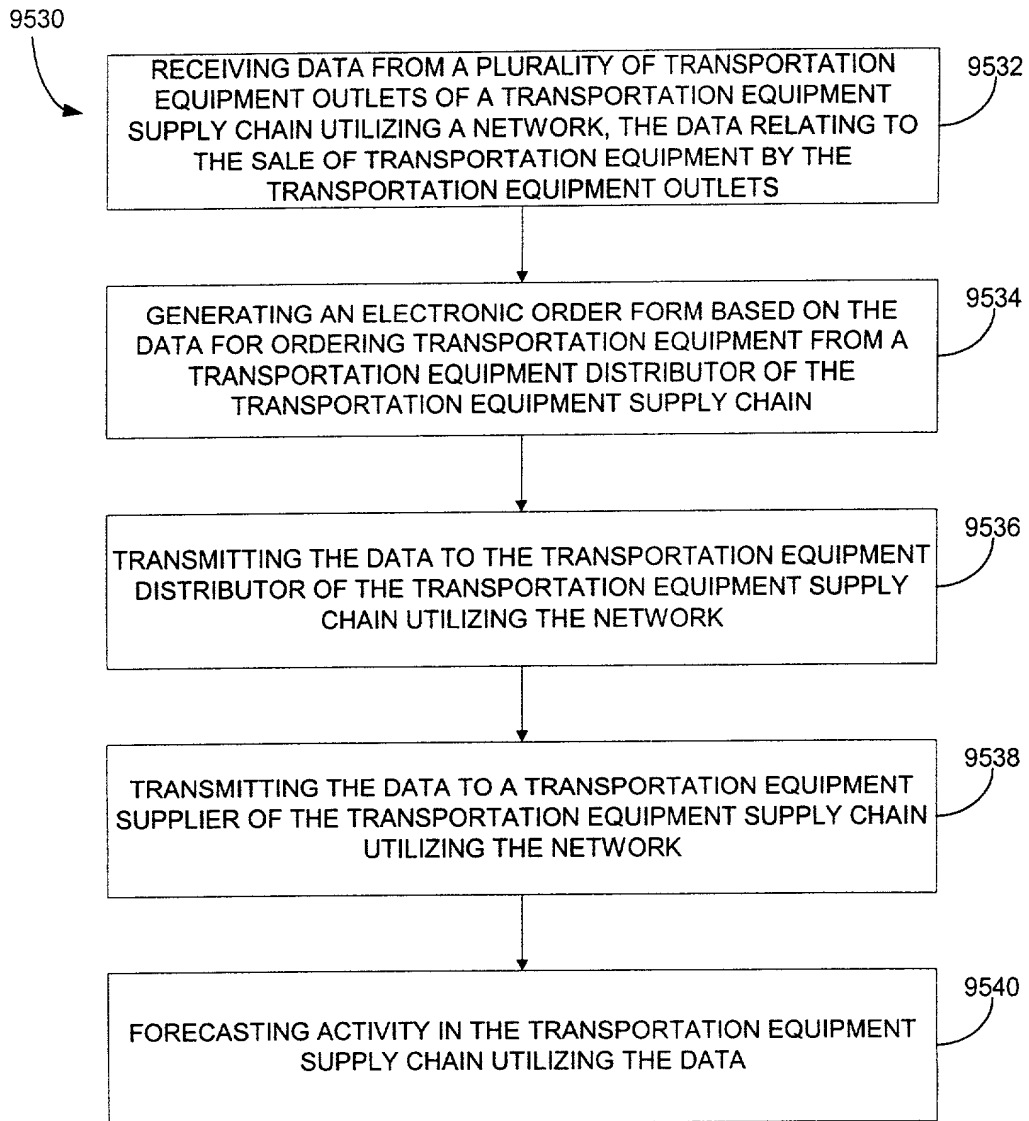 9530
RECEIVING DATA FROM A PLURALITY OF TRANSPORTATION
EQUIPMENT OUTLETS OF A TRANSPORTATION EQUIPMENT
SUPPLY CHAIN UTILIZING A NETWORK, THE DATA RELATING TO
THE SALE OF TRANSPORTATION EQUIPMENT BY THE
TRANSPORTATION EQUIPMENT OUTLETS
9532
GENERATING AN ELECTRONIC ORDER FORM BASED ON THE
DATA FOR ORDERING TRANSPORTATION EQUIPMENT FROM A
TRANSPORTATION EQUIPMENT DISTRIBUTOR OF THE
TRANSPORTATION EQUIPMENT SUPPLY CHAIN
9534
TRANSMITTING THE DATA TO THE TRANSPORTATION EQUIPMENT
DISTRIBUTOR OF THE TRANSPORTATION EQUIPMENT SUPPLY
CHAIN UTILIZING THE NETWORK
9536
TRANSMITTING THE DATA TO A TRANSPORTATION EQUIPMENT
SUPPLIER OF THE TRANSPORTATION EQUIPMENT SUPPLY CHAIN
UTILIZING THE NETWORK
9538
FORECASTING ACTIVITY IN THE TRANSPORTATION EQUIPMENT
SUPPLY CHAIN UTILIZING THE DATA
9540